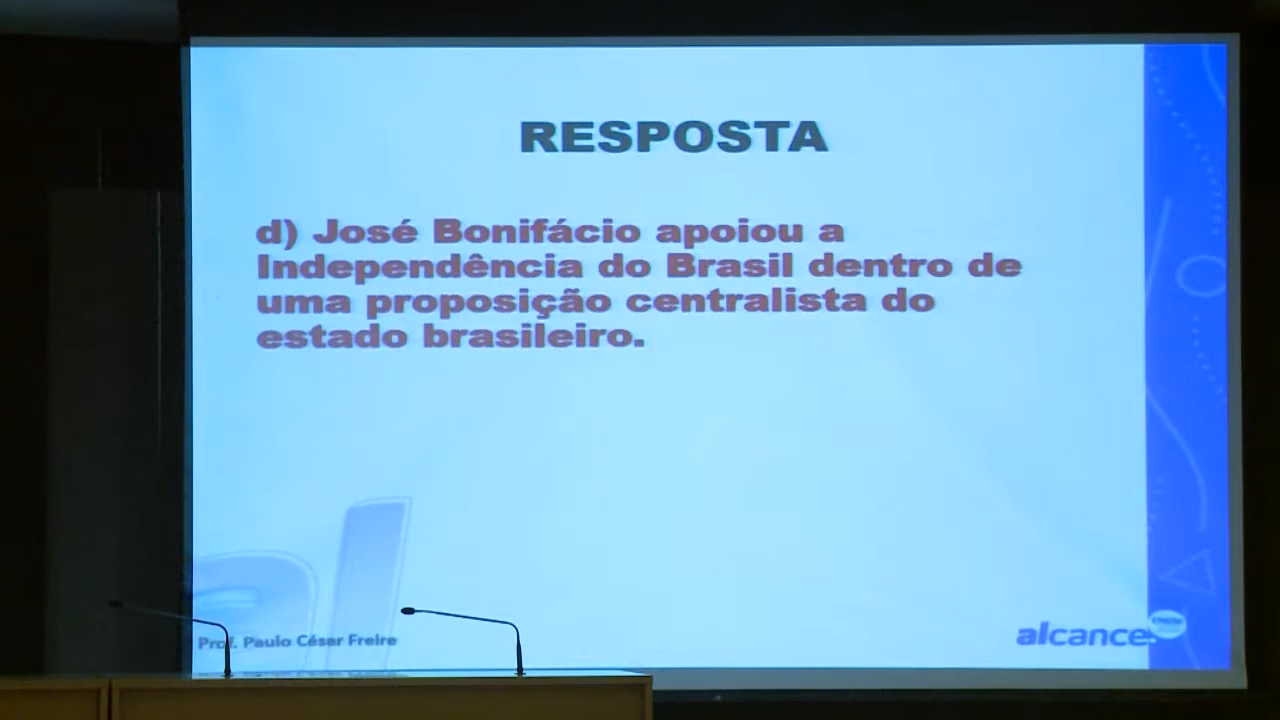 RESPOSTA
d) José Bonifácio apoiou a
Independência do Brasil dentro de
uma proposição centralista do
estado brasileiro.
Prof. Paulo César Freire
alcance